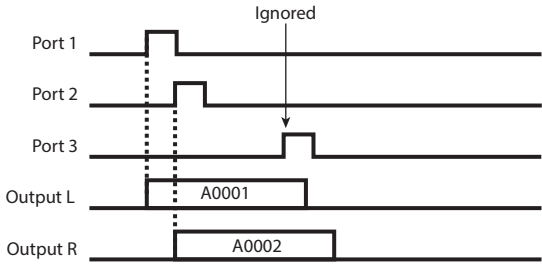 Ignored
Port 1
Port 2
Port 3
Output L
A0001
Output R
A0002